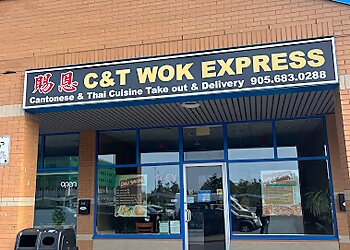 賜恩 C&T WOK EXPRESS
Cantonese & Thai Cuisine Take out & Delivery 905.683.0288
open